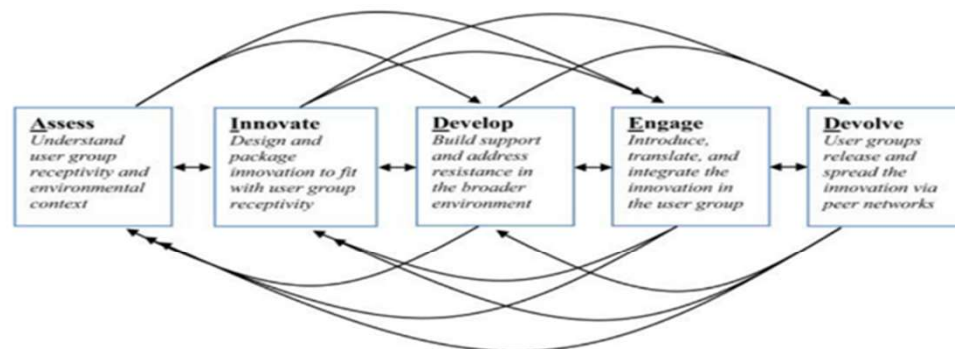 Assess
Understand
user group
receptivity and
environmental
context
Innovate
Design and
package
innovation to fit
with user group
receptivity
Develop
Build support
and address
resistance in
the broader
environment
Engage
Introduce,
translate, and
integrate the
innovation in
the user group
Devolve
User groups
release and
spread the
innovation via
peer networks